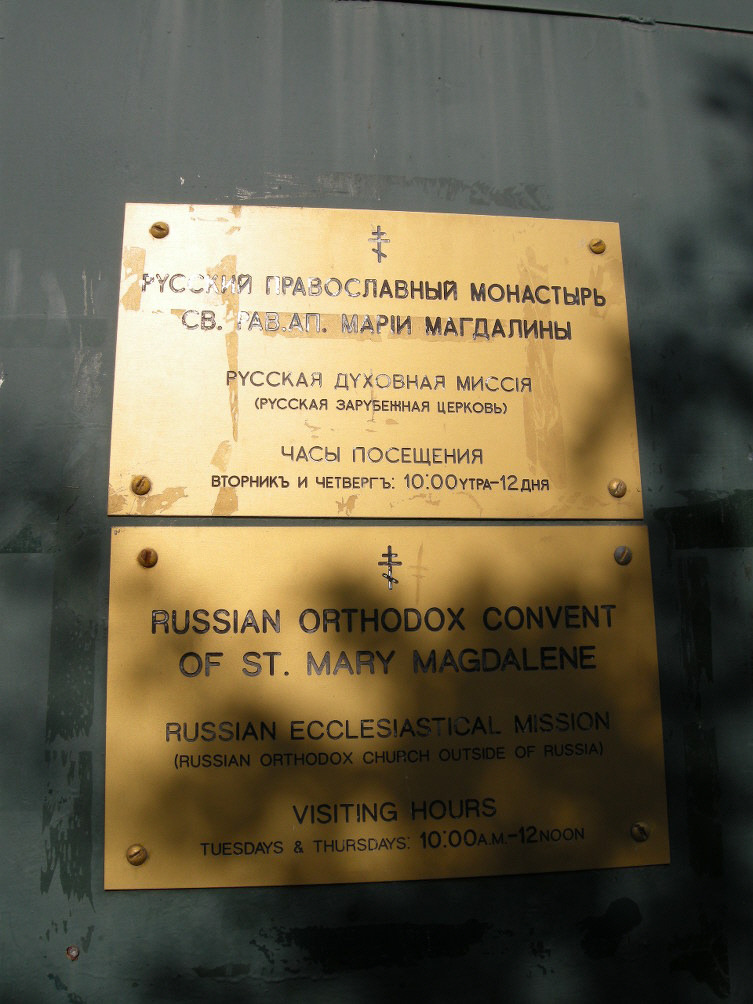 РУССКИЙ ПРАВОСЛАВНЫЙ МОНАСТЫРЬ
СВ. РАВ.АП. МАРІИ МАГДАЛИНЫ
РУССКАЯ ДУХОВНАЯ МИССІЯ
(РУССКАЯ ЗАРУБЕЖНАЯ ЦЕРКОВЬ)
ЧАСЫ ПОСЕЩЕНИЯ
ВТОРНИКЪ И ЧЕТВЕРГЪ: 10:00УТРА-12ДНЯ
RUSSIAN ORTHODOX CONVENT
OF ST. MARY MAGDALENE
RUSSIAN ECCLESIASTICAL MISSION
(RUSSIAN ORTHODOX CHURCH OUTSIDE OF RUSSIA)
VISITING HOURS
TUESDAYS & THURSDAYS: 10:00A.M.-12NOON